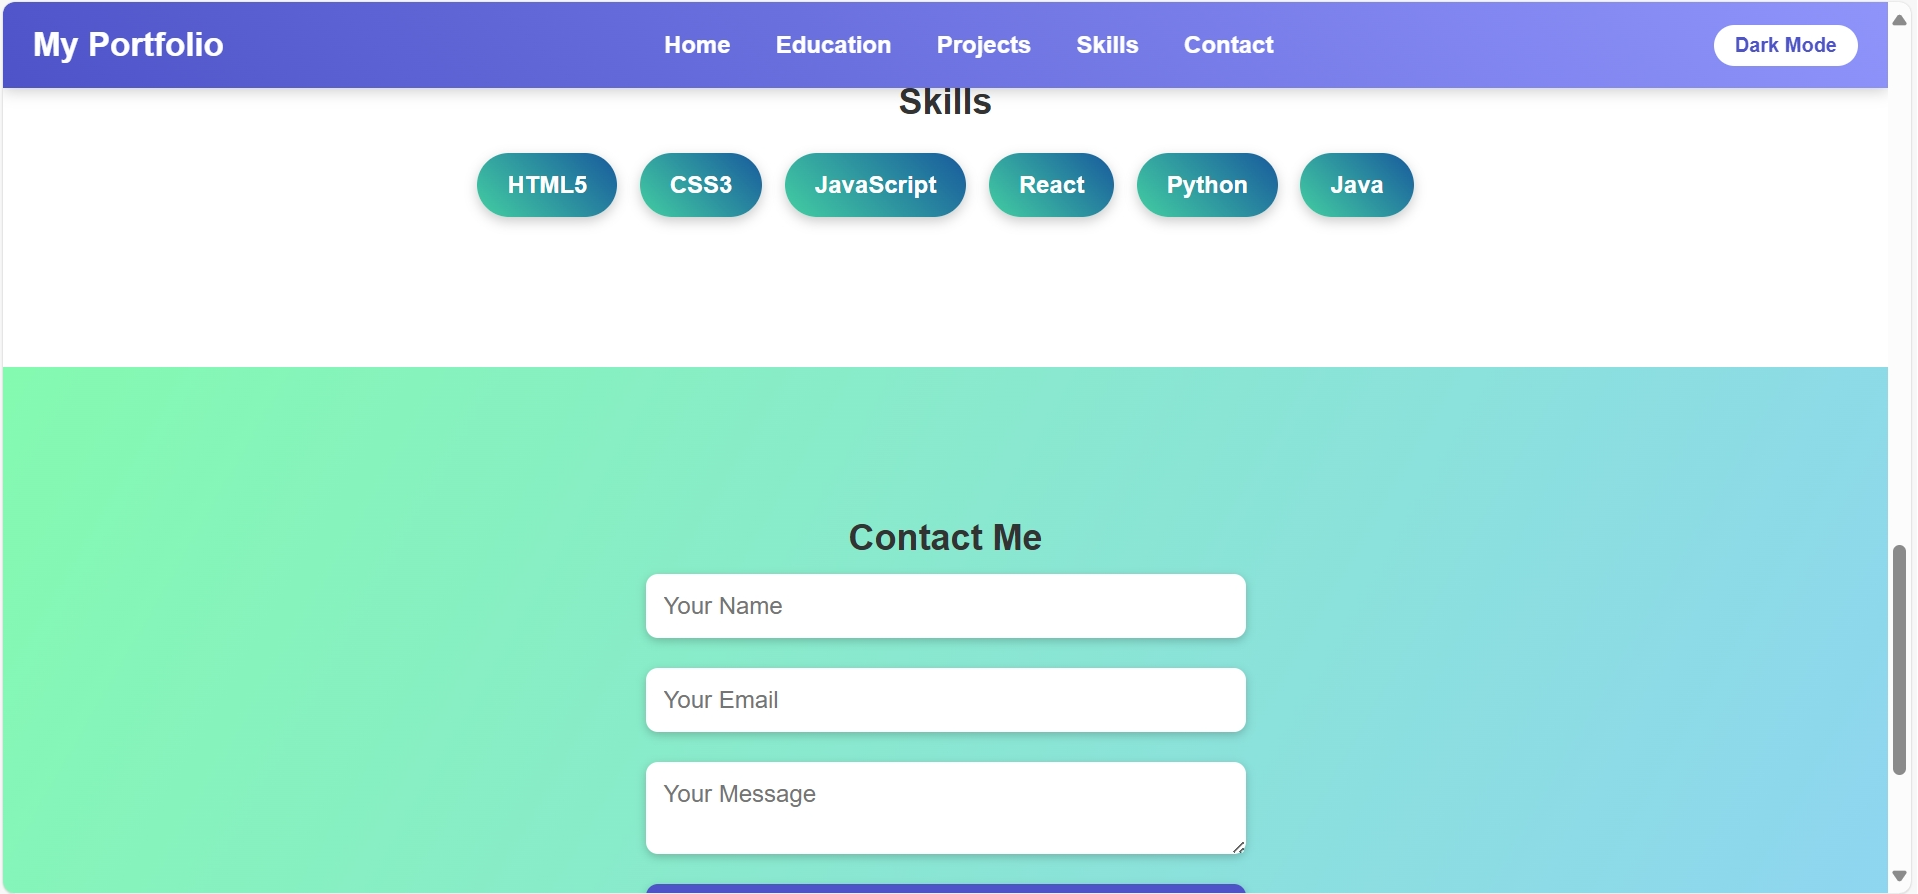 My Portfolio
Home Education Projects Skills Contact
Dark Mode
Skills
HTML5 CSS3 JavaScript React Python Java
Contact Me
Your Name
Your Email
Your Message